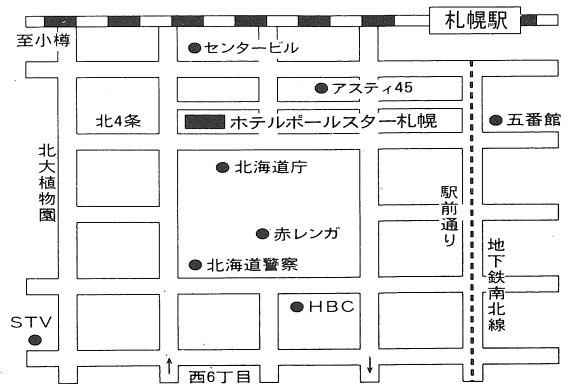 札幌駅
至小樽
センタービル
アスティ45
北4条
ホテルポールスター札幌
五番館
北大植物園
北海道庁
駅前通り
赤レンガ
地下鉄南北線
北海道警察
HBC
STV
西6丁目